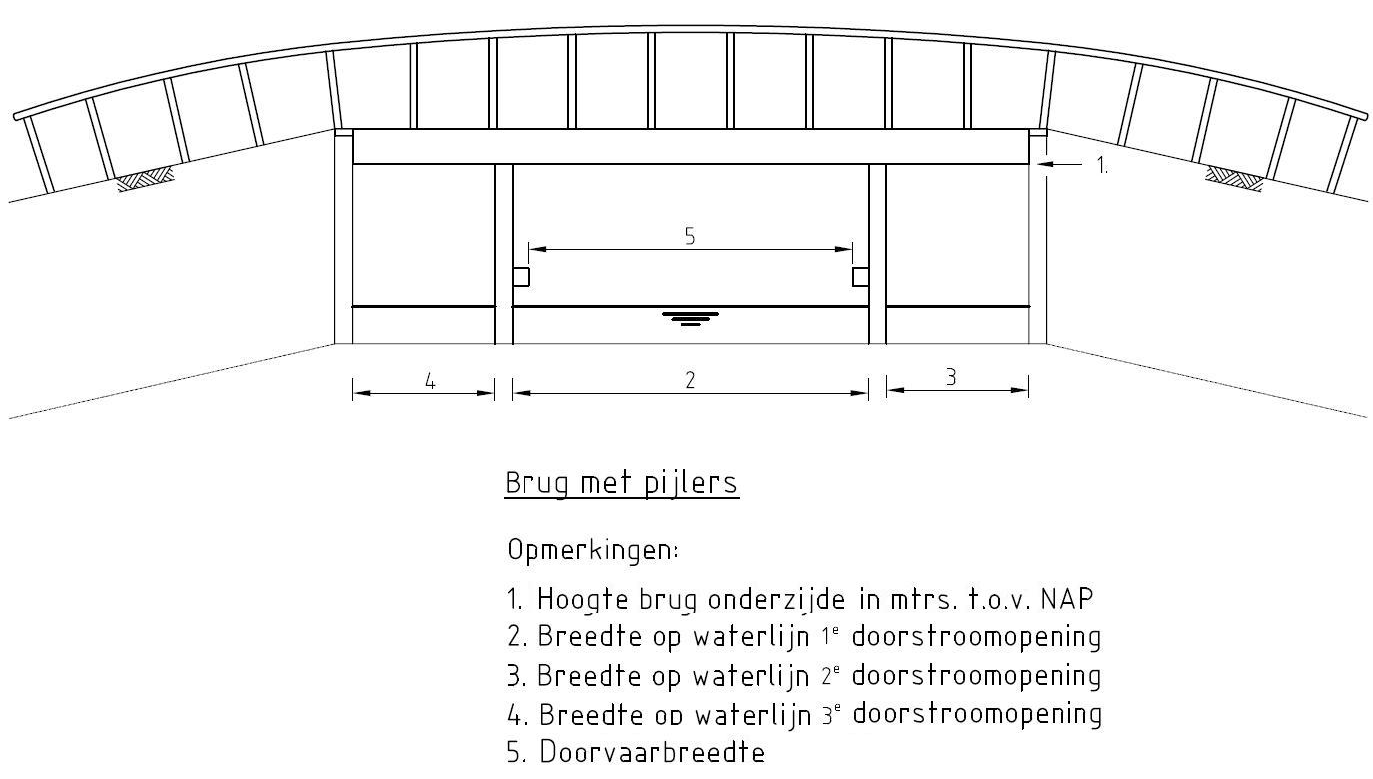 1.
5
4
2
3
Brug met pijlers
Opmerkingen:
1. Hoogte brug onderzijde in mtrs. t.o.v. NAP
2. Breedte op waterlijn 1e doorstroomopening
3. Breedte op waterlijn 2e doorstroomopening
4. Breedte op waterlijn 3e doorstroomopening
5. Doorvaarbreedte